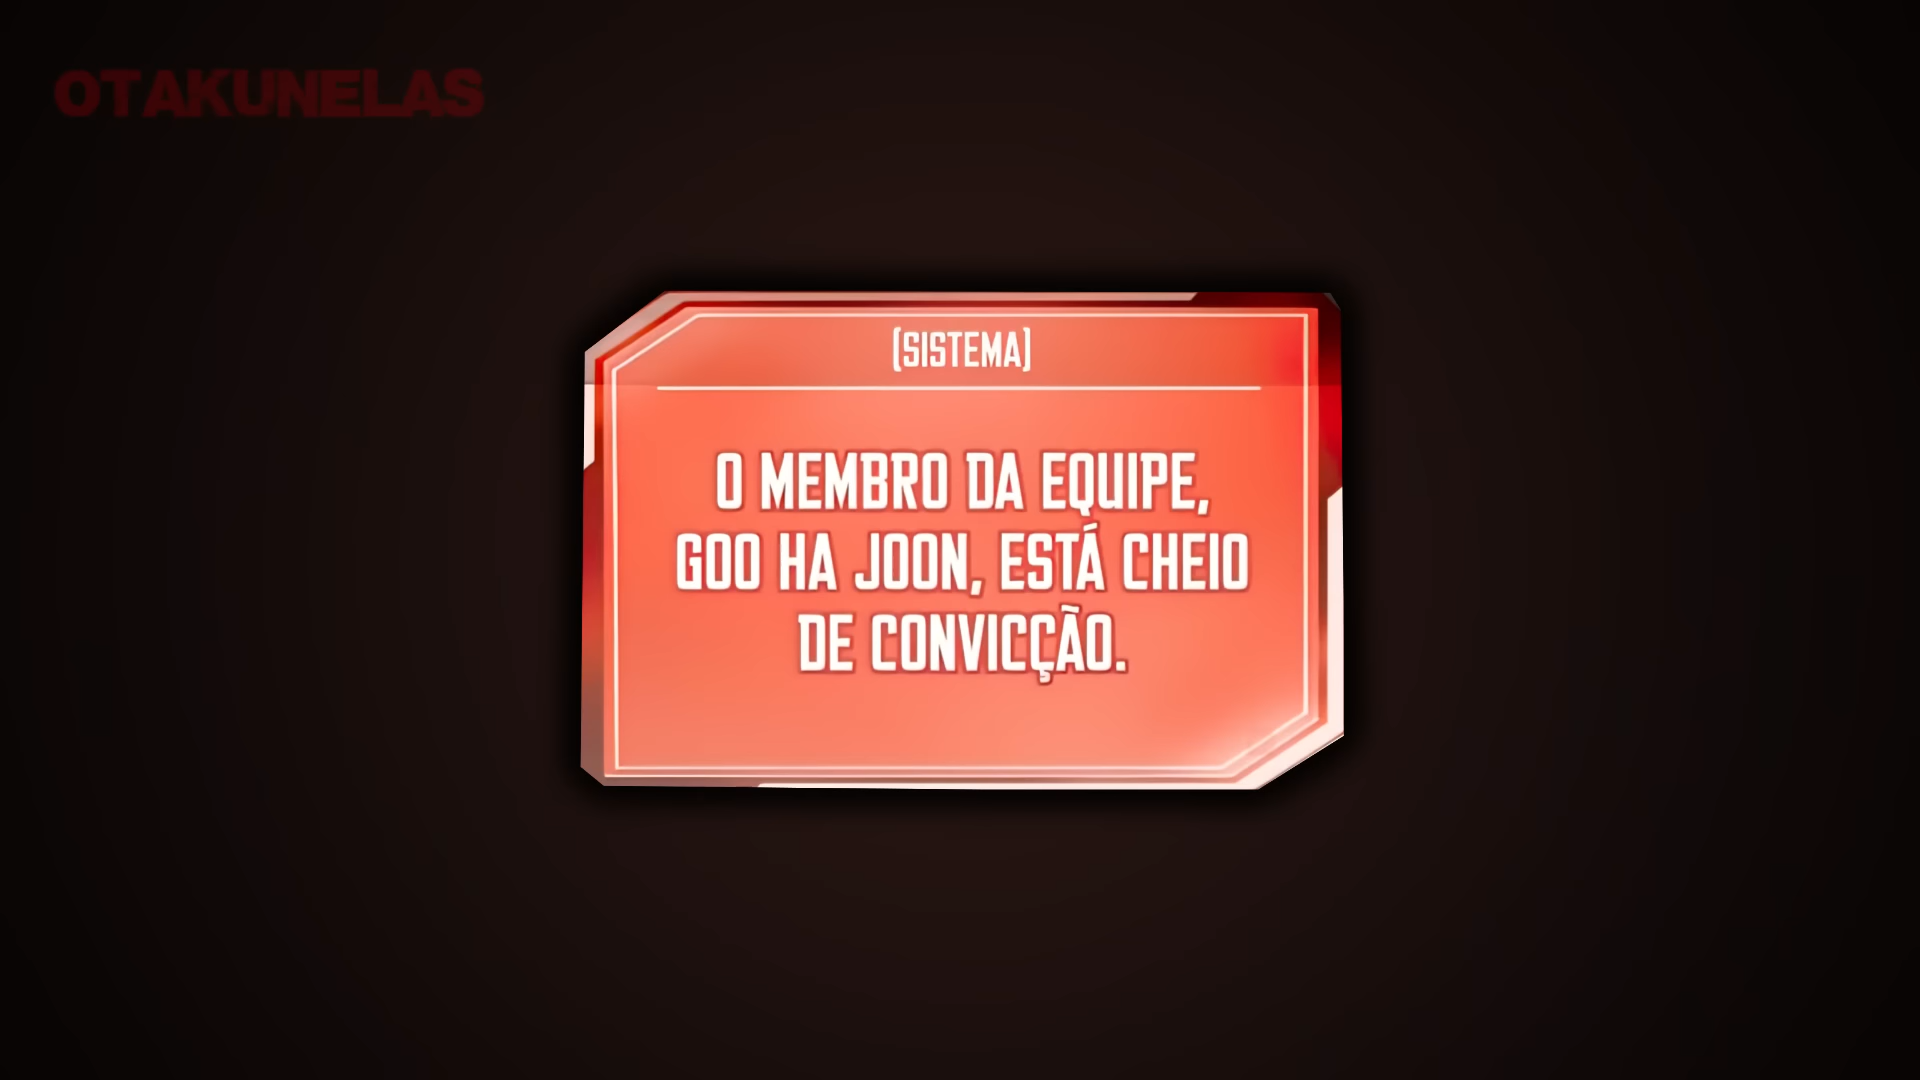 OTAKUNELAS
[SISTEMA]
O MEMBRO DA EQUIPE,
GOO HA JOON, ESTÁ CHEIO
DE CONVICÇÃO.